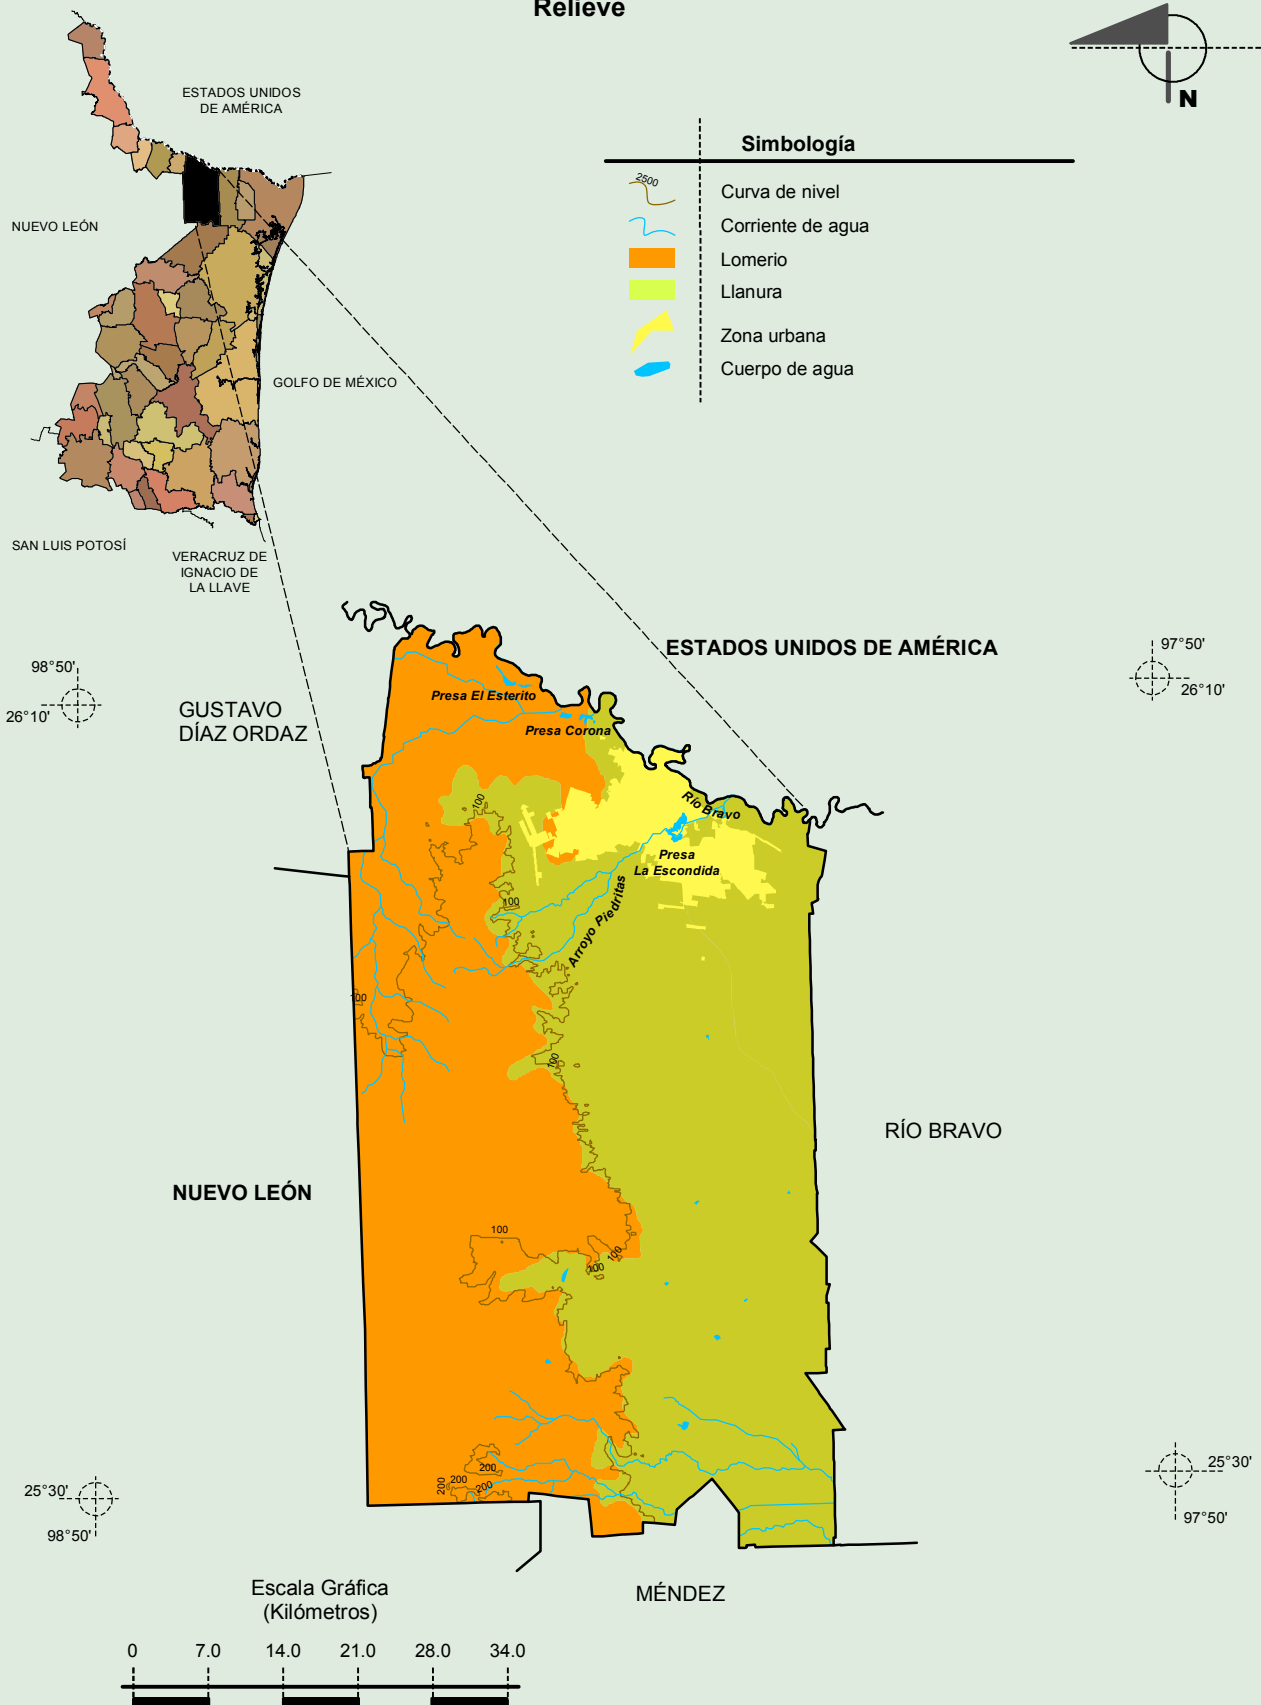 Relieve
N
ESTADOS UNIDOS
DE AMÉRICA
NUEVO LEÓN
GOLFO DE MÉXICO
SAN LUIS POTOSÍ
VERACRUZ DE
IGNACIO DE
LA LLAVE
Simbología
2500
Curva de nivel
Corriente de agua
Lomerio
Llanura
Zona urbana
Cuerpo de agua
ESTADOS UNIDOS DE AMÉRICA
98°50'
26°10'
97°50'
26°10'
GUSTAVO
DÍAZ ORDAZ
Presa El Esterito
Presa Corona
Río Bravo
Presa
La Escondida
Arroyo Piedritas
100
100
100
100
RÍO BRAVO
NUEVO LEÓN
100
100
100
200
200
200
200
25°30'
98°50'
25°30'
97°50'
MÉNDEZ
Escala Gráfica
(Kilómetros)
0 7.0 14.0 21.0 28.0 34.0